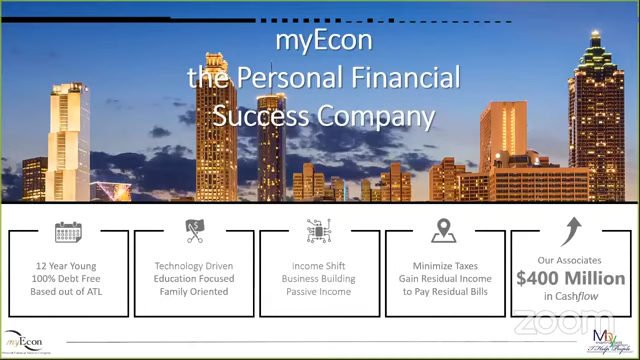 myEcon
the Personal Financial
Success Company
12 Year Young
100% Debt Free
Based out of ATL
Technology Driven
Education Focused
Family Oriented
Income Shift
Business Building
Passive Income
Minimize Taxes
Gain Residual Income
to Pay Residual Bills
Our Associates
$400 Million
in Cashflow
zoom
myEcon
I Help People